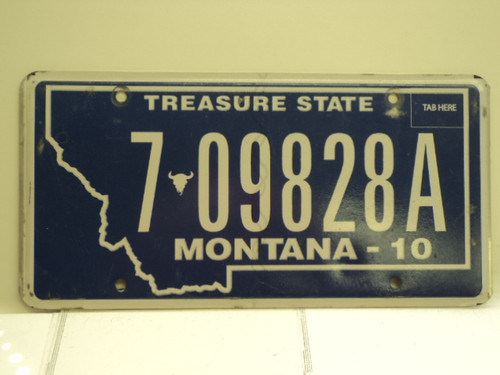 TREASURE STATE
TAB HERE
7 09828A
MONTANA - 10